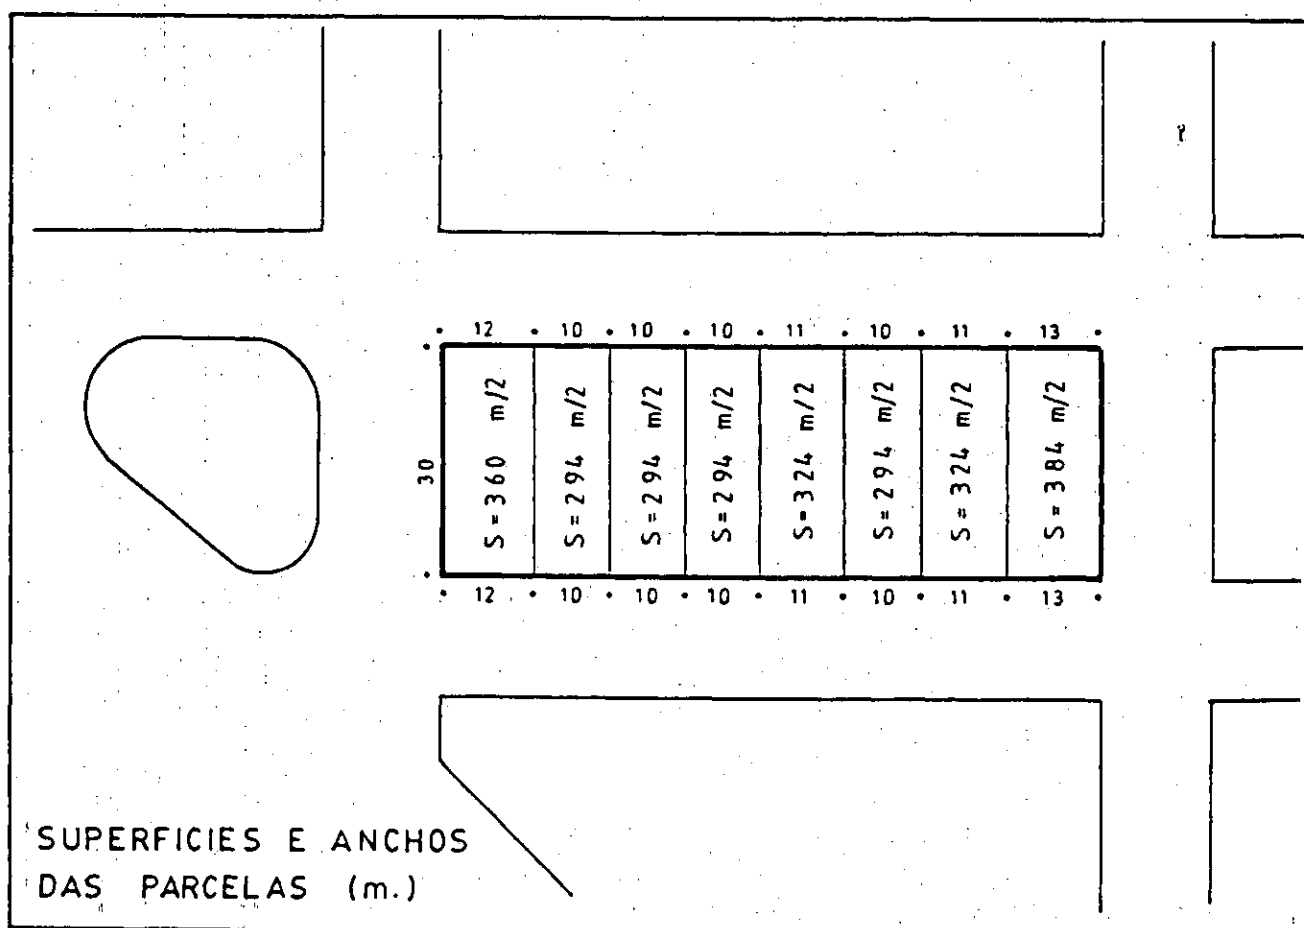 12 10 10 10 11 10 11 13
30
S=360 m/2
S=294 m/2
S=294 m/2
S=294 m/2
S=324 m/2
S=294 m/2
S=324 m/2
S=384 m/2
12 10 10 10 11 10 11 13
SUPERFICIES E ANCHOS
DAS PARCELAS (m.)